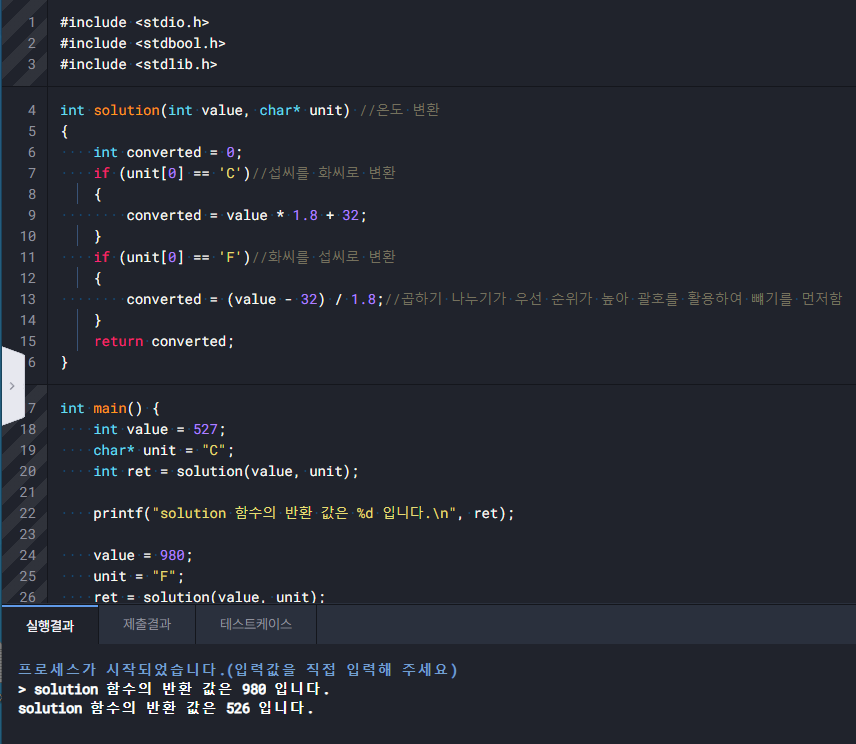 1 #include <stdio.h>
2 #include <stdbool.h>
3 #include <stdlib.h>
4 int solution(int value, char* unit) //온도 변환
5 {
6 int converted = 0;
7 if (unit[0] == 'C')//섭씨를 화씨로 변환
8 {
9 converted = value * 1.8 + 32;
10 }
11 if (unit[0] == 'F')//화씨를 섭씨로 변환
12 {
13 converted = (value - 32) / 1.8;//곱하기 나누기가 우선 순위가 높아 괄호를 활용하여 뺴기를 먼저함
14 }
15 return converted;
6 }
7 int main() {
18 int value = 527;
19 char* unit = "C";
20 int ret = solution(value, unit);
21
22 printf("solution 함수의 반환 값은 %d 입니다.\n", ret);
23
24 value = 980;
25 unit = "F";
26 ret = solution(value, unit);
실행결과 제출결과 테스트케이스
프로세스가 시작되었습니다.(입력값을 직접 입력해 주세요)
> solution 함수의 반환 값은 980 입니다.
solution 함수의 반환 값은 526 입니다.